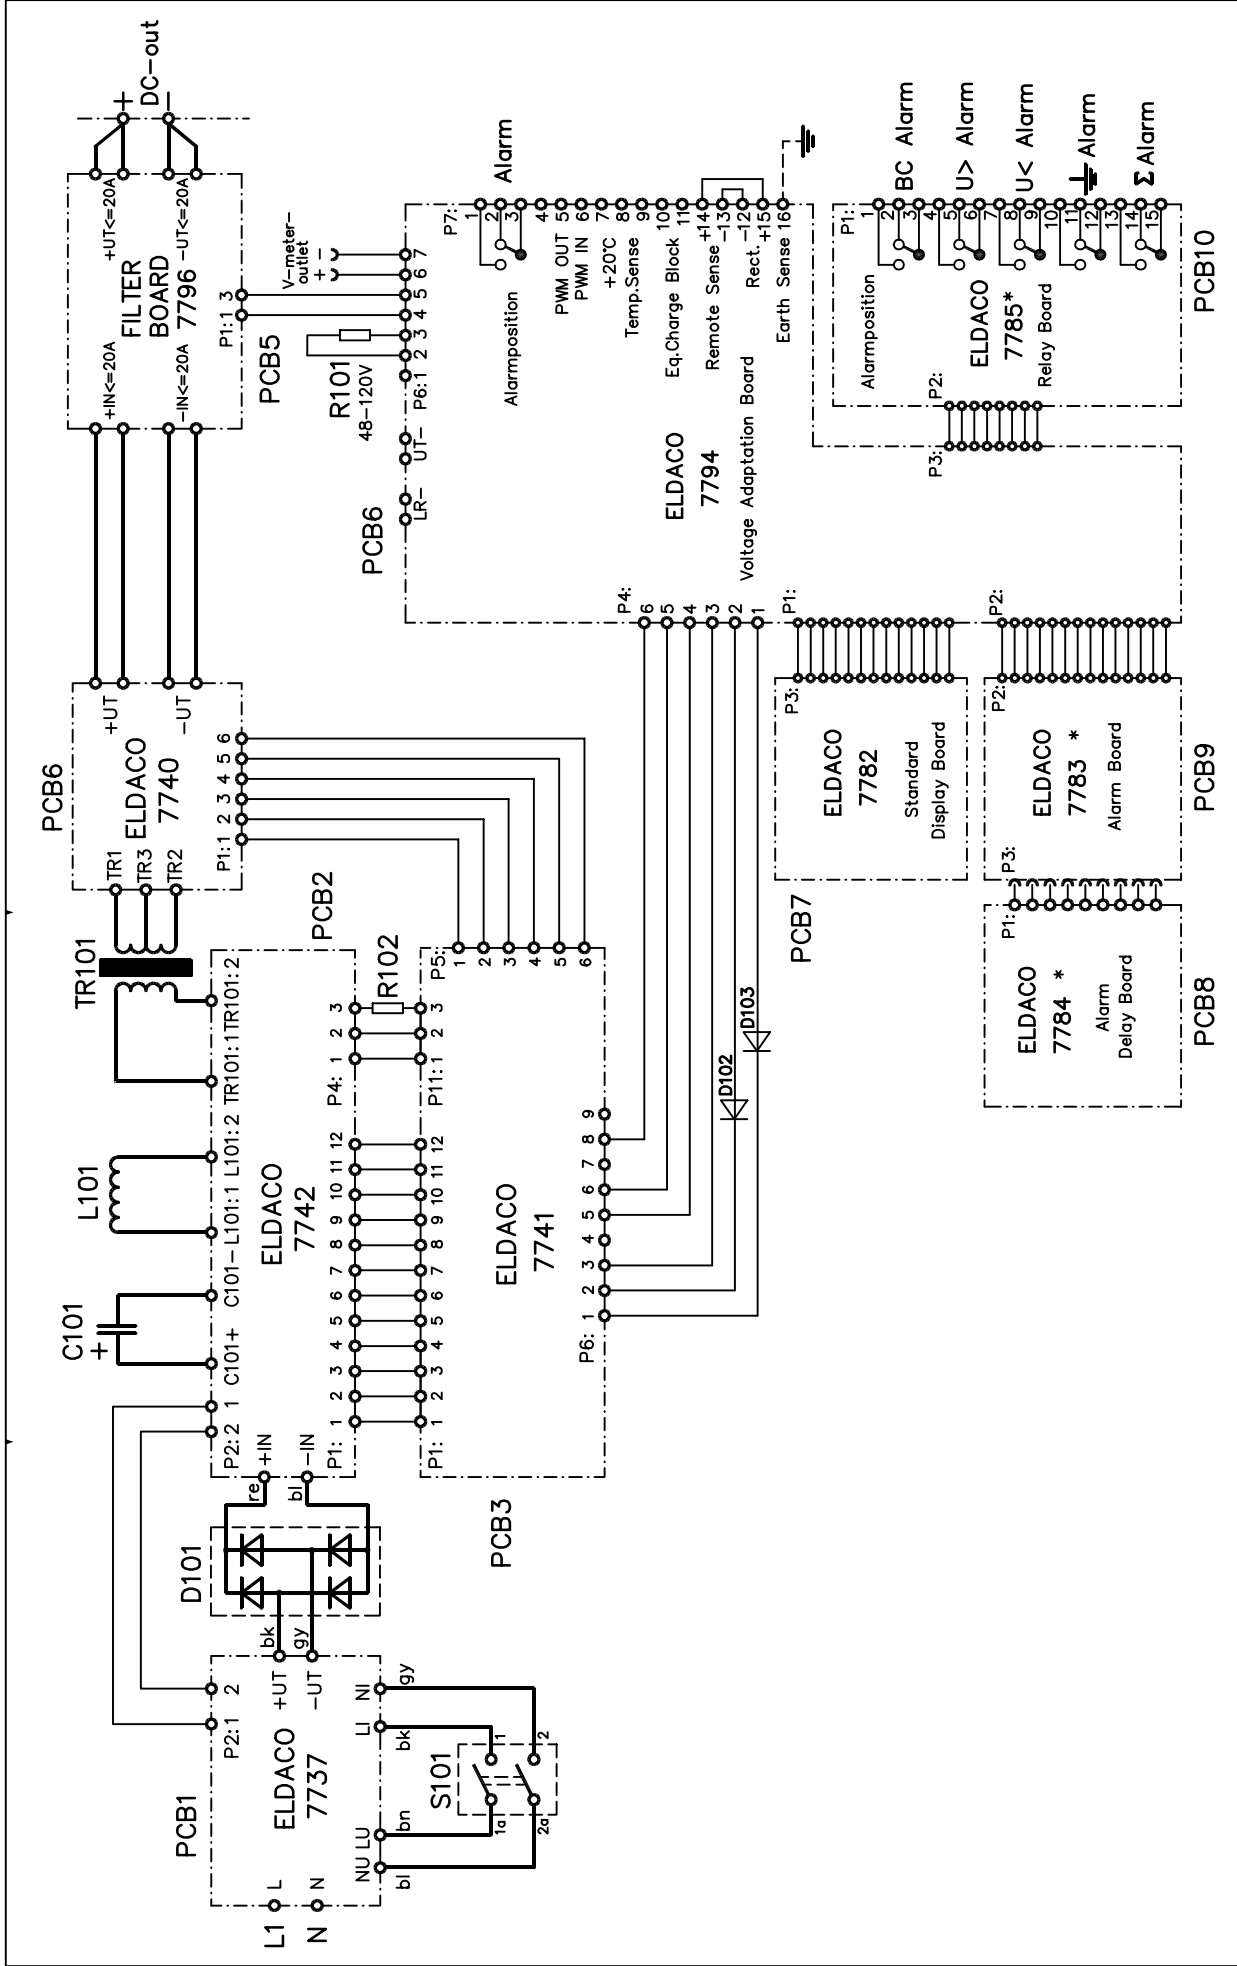 L1
N
PCB1
L
N
ELDACO
7737
P2:1
2
+UT
-UT
NU
LU
LI
NI
bl
bn
bk
gy
S101
1a
1
2a
2
bk
gy
D101
re
bl
+IN
-IN
P2:2
1
C101+
C101-
L101:1
L101:2
TR101:1
TR101:2
C101
+
L101
TR101
ELDACO
7742
PCB2
P1:
1
2
3
4
5
6
7
8
9
10
11
12
P4:
1
2
3
R102
P1:
1
2
3
4
5
6
7
8
9
10
11
12
P11:
1
2
3
P5:
1
2
3
4
5
6
ELDACO
7741
PCB3
P6:
1
2
3
4
5
6
7
8
9
D102
D103
PCB6
TR1
TR3
TR2
ELDACO
7740
+UT
-UT
P1:1
2
3
4
5
6
+IN<=20A
-IN<=20A
FILTER
BOARD
7796
+UT<=20A
-UT<=20A
P1:1
3
PCB5
+
DC-out
-
V-meter-
outlet
+
-
R101
48-120V
PCB6
LR-
UT-
P6:1
2
3
4
5
6
7
P7:
1
2
3
4
5
6
7
8
9
10
11
+14
-13
-12
+15
16
Alarm
Alarmposition
PWM OUT
PWM IN
+20°C
Temp.Sense
Eq.Charge Block
Remote Sense
Rect.
Earth Sense
ELDACO
7794
Voltage Adaptation Board
P4:
6
5
4
3
2
1
P1:
P2:
P3:
P3:
ELDACO
7782
Standard
Display Board
PCB7
P2:
ELDACO
7783 *
Alarm Board
P3:
PCB9
P1:
ELDACO
7784 *
Alarm
Delay Board
PCB8
P2:
P1:
1
2
3
4
5
6
7
8
9
10
11
12
13
14
15
Alarmposition
ELDACO
7785*
Relay Board
PCB10
BC Alarm
U> Alarm
U< Alarm
Alarm
Σ Alarm